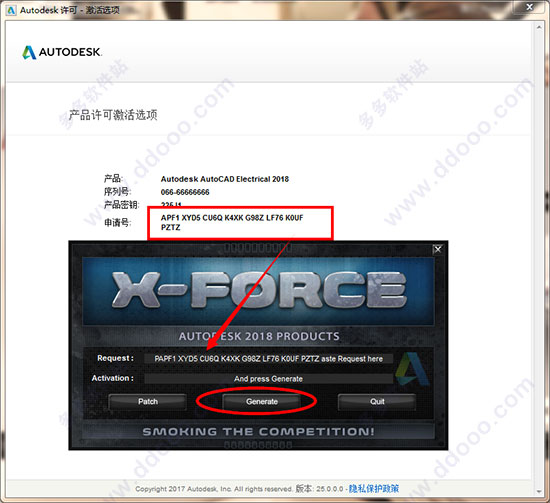 Autodesk 许可 - 激活选项
AUTODESK
产品许可激活选项
产品: Autodesk AutoCAD Electrical 2018
序列号: 066-66666666
产品密钥: 225J1
申请号: APF1 XYD5 CU6Q K4XK G98Z LF76 K0UF
PZTZ
X-FORCE
AUTODESK 2018 PRODUCTS
Request : PAPF1 XYD5 CU6Q K4XK G98Z LF76 K0UF PZTZ aste Request here
Activation : And press Generate
Patch Generate Quit
SMOKING THE COMPETITION!
Copyright 2017 Autodesk, Inc. All rights reserved. 版本: 25.0.0.0 - 隐私保护政策
多多软件站
www.ddooo.com
多多软件站
www.ddooo.com